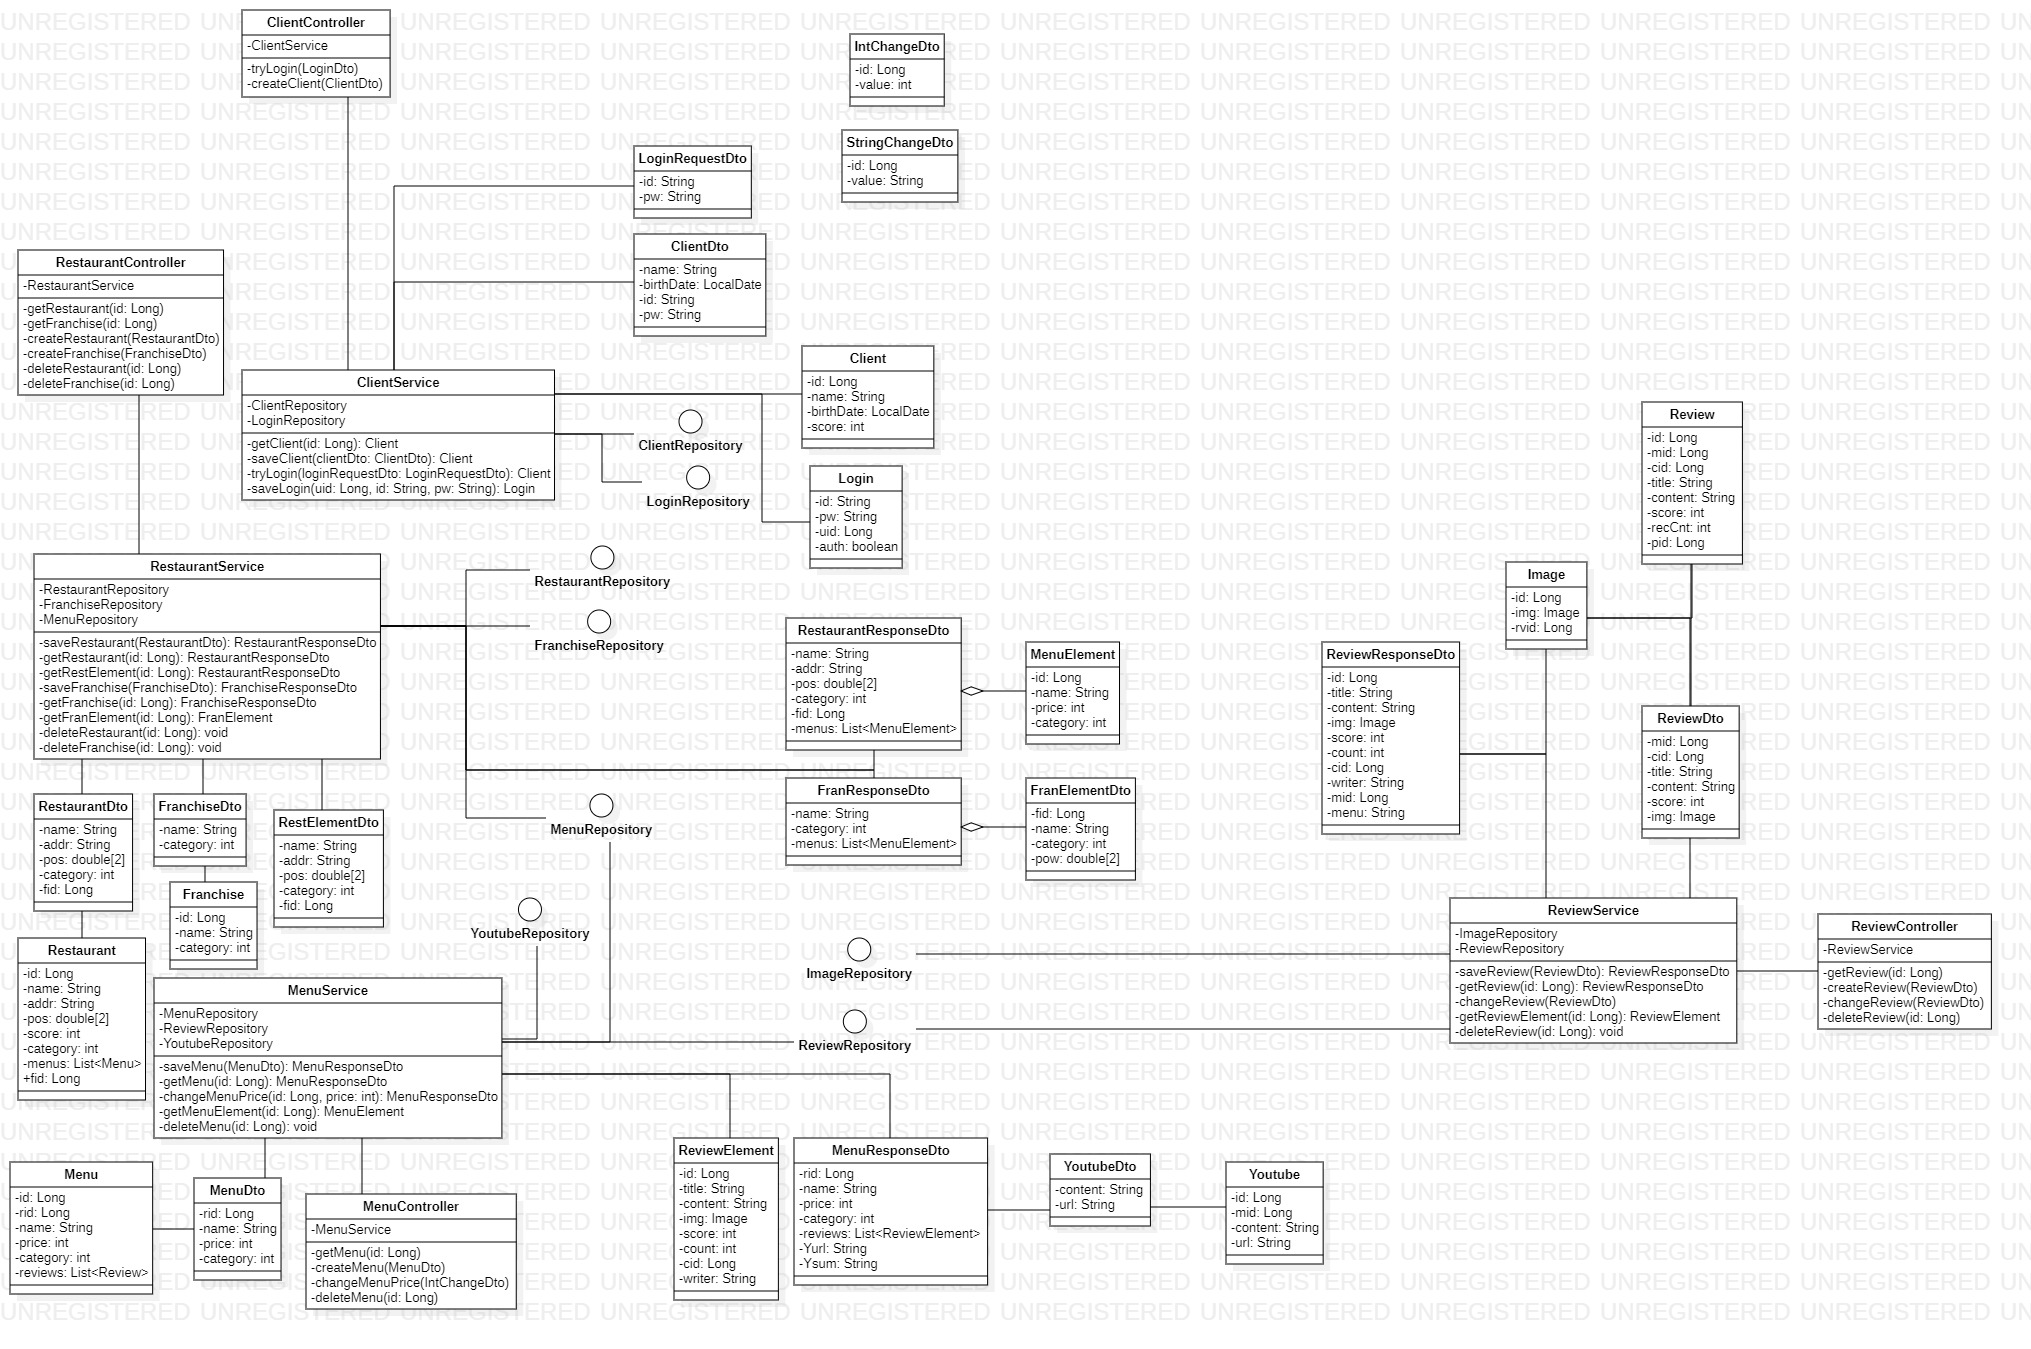 ClientController
-ClientService
-tryLogin(LoginDto)
-createClient(ClientDto)
IntChangeDto
-id: Long
-value: int
StringChangeDto
-id: Long
-value: String
LoginRequestDto
-id: String
-pw: String
ClientDto
-name: String
-birthDate: LocalDate
-id: String
-pw: String
RestaurantController
-RestaurantService
-getRestaurant(id: Long)
-getFranchise(id: Long)
-createRestaurant(RestaurantDto)
-createFranchise(FranchiseDto)
-deleteRestaurant(id: Long)
-deleteFranchise(id: Long)
ClientService
-ClientRepository
-LoginRepository
-getClient(id: Long): Client
-saveClient(clientDto: ClientDto): Client
-tryLogin(loginRequestDto: LoginRequestDto): Client
-saveLogin(uid: Long, id: String, pw: String): Login
Client
-id: Long
-name: String
-birthDate: LocalDate
-score: int
ClientRepository
LoginRepository
Login
-id: String
-pw: String
-uid: Long
-auth: boolean
Review
-id: Long
-mid: Long
-cid: Long
-title: String
-content: String
-score: int
-recCnt: int
-pid: Long
RestaurantService
-RestaurantRepository
-FranchiseRepository
-MenuRepository
-saveRestaurant(RestaurantDto): RestaurantResponseDto
-getRestaurant(id: Long): RestaurantResponseDto
-getRestElement(id: Long): RestaurantResponseDto
-saveFranchise(FranchiseDto): FranchiseResponseDto
-getFranchise(id: Long): FranchiseResponseDto
-getFranElement(id: Long): FranElement
-deleteRestaurant(id: Long): void
-deleteFranchise(id: Long): void
RestaurantRepository
FranchiseRepository
RestaurantResponseDto
-name: String
-addr: String
-pos: double[2]
-category: int
-fid: Long
-menus: List<MenuElement>
MenuElement
-id: Long
-name: String
-price: int
-category: int
Image
-id: Long
-img: Image
-rvid: Long
ReviewResponseDto
-id: Long
-title: String
-content: String
-img: Image
-score: int
-count: int
-cid: Long
-writer: String
-mid: Long
-menu: String
ReviewDto
-mid: Long
-cid: Long
-title: String
-content: String
-score: int
-img: Image
FranResponseDto
-name: String
-category: int
-menus: List<MenuElement>
FranElementDto
-fid: Long
-name: String
-category: int
-pow: double[2]
MenuRepository
RestaurantDto
-name: String
-addr: String
-pos: double[2]
-category: int
-fid: Long
FranchiseDto
-name: String
-category: int
RestElementDto
-name: String
-addr: String
-pos: double[2]
-category: int
-fid: Long
Franchise
-id: Long
-name: String
-category: int
YoutubeRepository
Restaurant
-id: Long
-name: String
-addr: String
-pos: double[2]
-score: int
-category: int
-menus: List<Menu>
+fid: Long
ImageRepository
ReviewRepository
ReviewService
-ImageRepository
-ReviewRepository
-saveReview(ReviewDto): ReviewResponseDto
-getReview(id: Long): ReviewResponseDto
-changeReview(ReviewDto)
-getReviewElement(id: Long): ReviewElement
-deleteReview(id: Long): void
ReviewController
-ReviewService
-getReview(id: Long)
-createReview(ReviewDto)
-changeReview(ReviewDto)
-deleteReview(id: Long)
MenuService
-MenuRepository
-ReviewRepository
-YoutubeRepository
-saveMenu(MenuDto): MenuResponseDto
-getMenu(id: Long): MenuResponseDto
-changeMenuPrice(id: Long, price: int): MenuResponseDto
-getMenuElement(id: Long): MenuElement
-deleteMenu(id: Long): void
Menu
-id: Long
-rid: Long
-name: String
-price: int
-category: int
-reviews: List<Review>
MenuDto
-rid: Long
-name: String
-price: int
-category: int
MenuController
-MenuService
-getMenu(id: Long)
-createMenu(MenuDto)
-changeMenuPrice(IntChangeDto)
-deleteMenu(id: Long)
ReviewElement
-id: Long
-title: String
-content: String
-img: Image
-score: int
-count: int
-cid: Long
-writer: String
MenuResponseDto
-rid: Long
-name: String
-price: int
-category: int
-reviews: List<ReviewElement>
-Yurl: String
-Ysum: String
YoutubeDto
-content: String
-url: String
Youtube
-id: Long
-mid: Long
-content: String
-url: String
UNREGISTERED